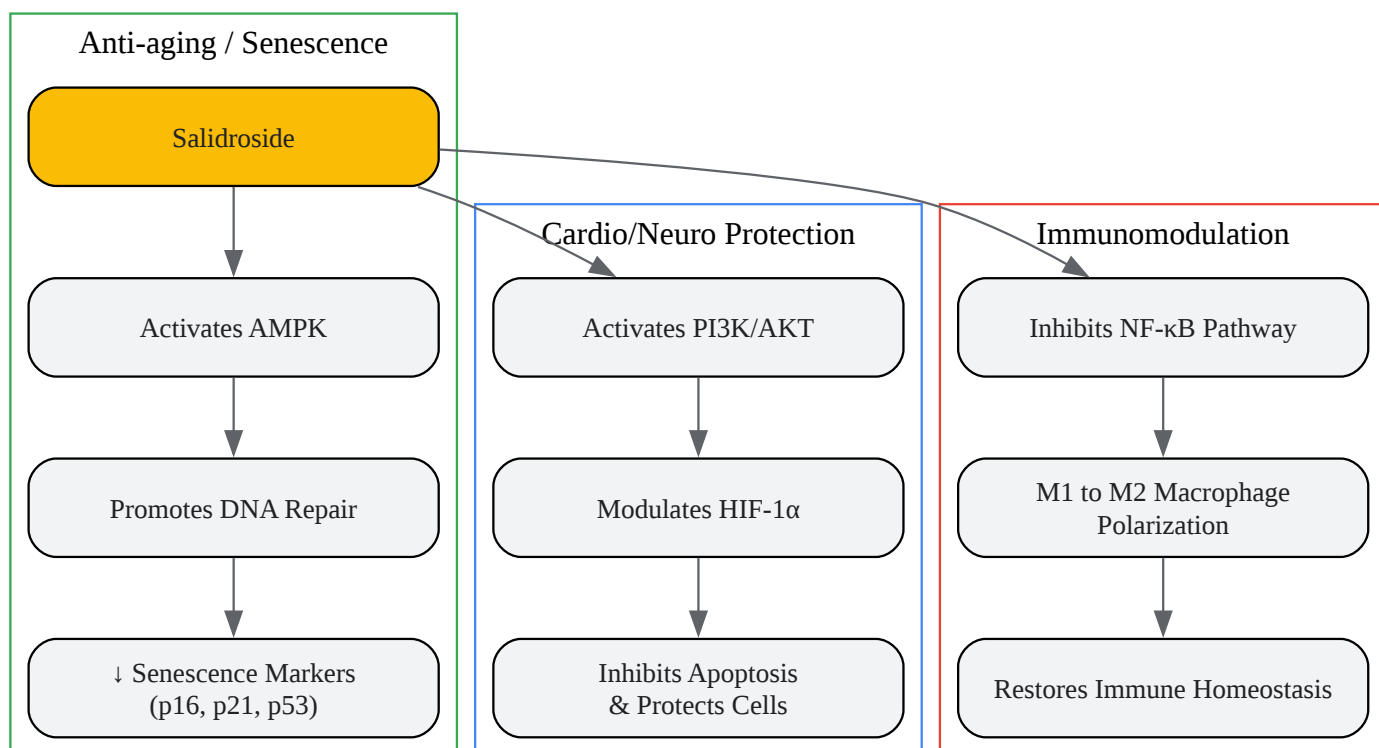 Anti-aging / Senescence
Salidroside
Activates AMPK
Promotes DNA Repair
↓ Senescence Markers
(p16, p21, p53)
Cardio/Neuro Protection
Activates PI3K/AKT
Modulates HIF-1α
Inhibits Apoptosis
& Protects Cells
Immunomodulation
Inhibits NF-κB Pathway
M1 to M2 Macrophage
Polarization
Restores Immune Homeostasis